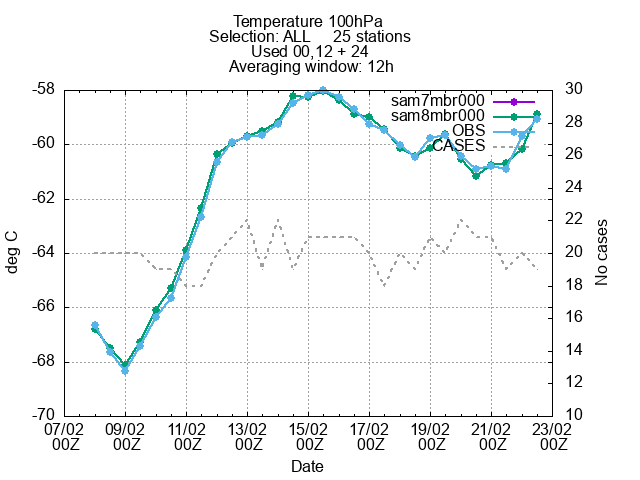 Temperature 100hPa
Selection: ALL 25 stations
Used 00,12 + 24
Averaging window: 12h
sam7mbr000
sam8mbr000
OBS
CASES
-58
-60
-62
-64
-66
-68
-70
30
28
26
24
22
20
18
16
14
12
10
deg C
No cases
07/02 09/02 11/02 13/02 15/02 17/02 19/02 21/02 23/02
00Z 00Z 00Z 00Z 00Z 00Z 00Z 00Z 00Z
Date